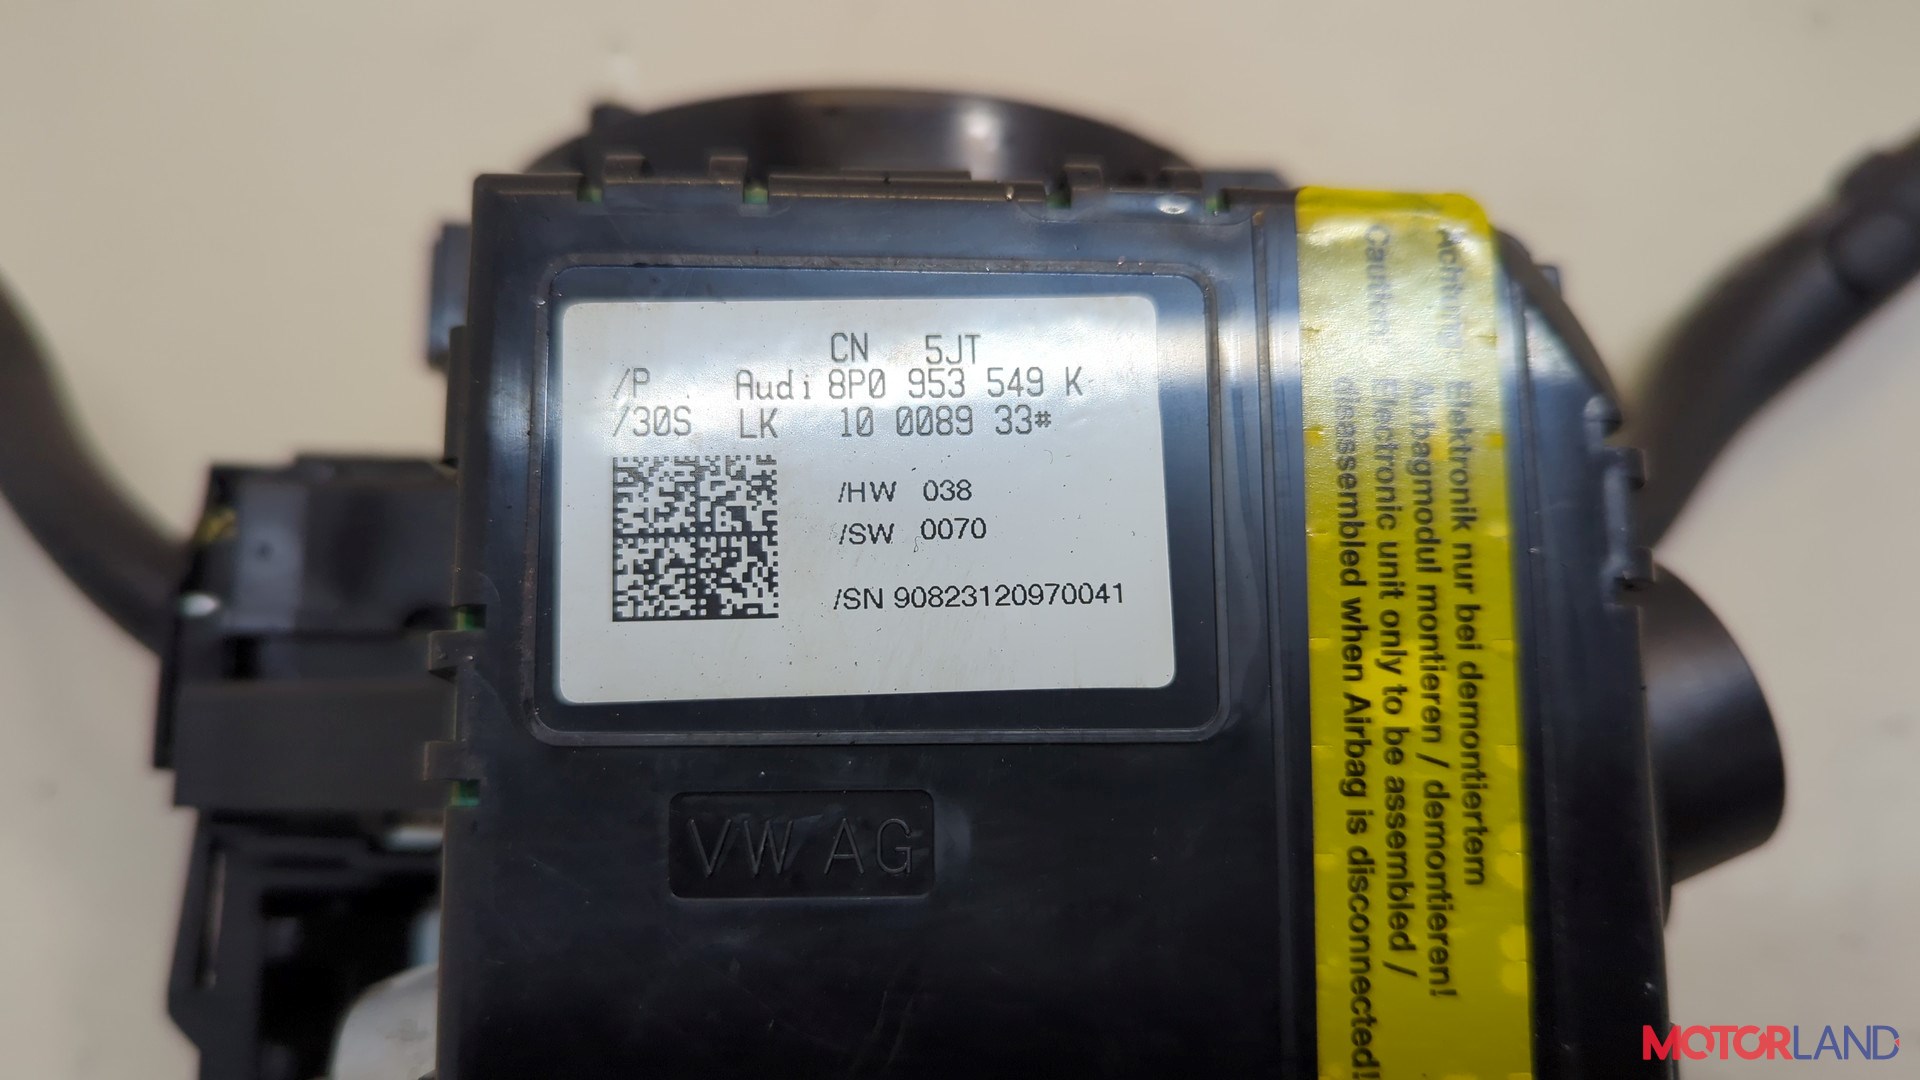 CN 5JT
/P Audi 8P0 953 549 K
/30S LK 10 0089 33#
/HW 038
/SW 0070
/SN 90823120970041
VW AG
Achtung Elektronik nur bei demontiertem
Airbagmodul montieren / demontieren!
Caution: Electronic unit only to be assembled /
disassembled when Airbag is disconnected!
MOTORLAND